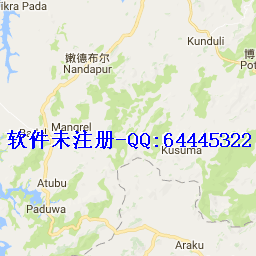 ikra Pada
Kunduli
嫩德布尔
Nandapur
博
Pot
Mangrel
软件未注册-QQ:64445322
Kusuma
Atubu
Paduwa
Araku